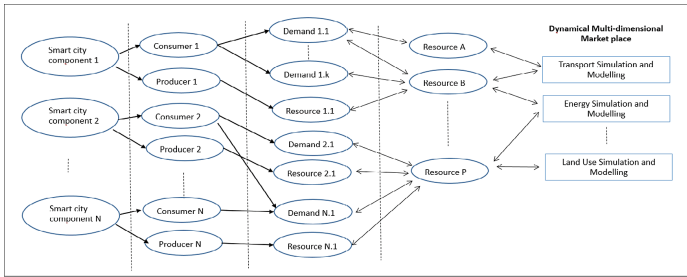 Dynamical Multi-dimensional
Market place
Smart city
component 1
Consumer 1
Producer 1
Demand 1.1
Demand 1.k
Resource 1.1
Resource A
Resource B
Transport Simulation and
Modelling
Smart city
component 2
Consumer 2
Producer 2
Demand 2.1
Resource 2.1
Resource P
Energy Simulation and
Modelling
Land Use Simulation and
Modelling
Smart city
component N
Consumer N
Producer N
Demand N.1
Resource N.1